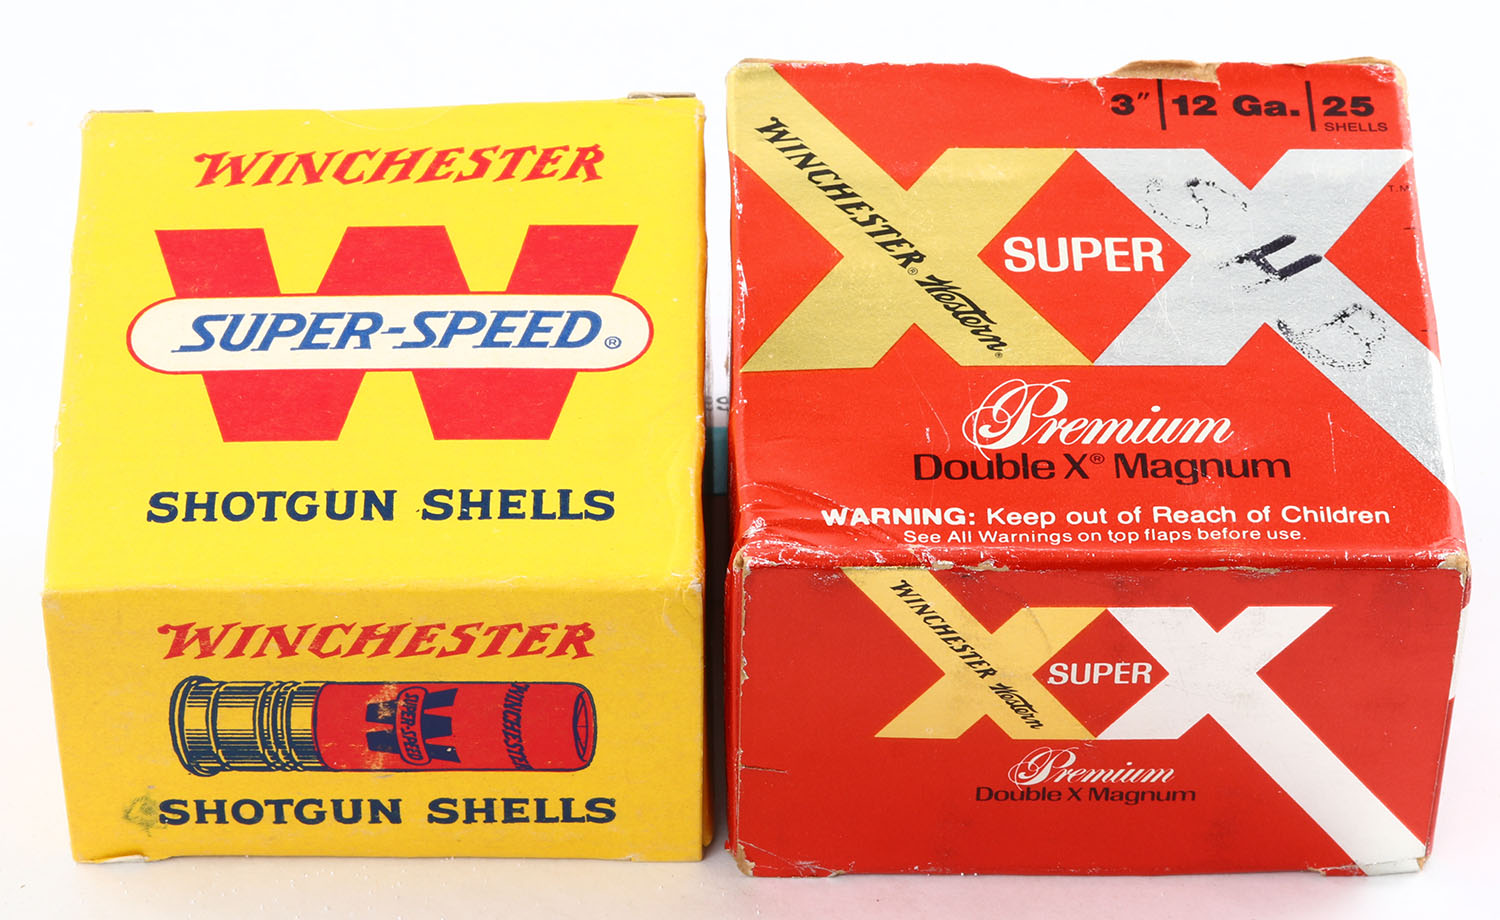 WINCHESTER
W
SUPER-SPEED®
SHOTGUN SHELLS
WINCHESTER
W
SUPER-SPEED
WINCHESTER
SHOTGUN SHELLS
3" | 12 Ga. | 25
SHELLS
WINCHESTER® Western®
XX
T.M.
SUPER
S H B
Premium
Double X® Magnum
WARNING: Keep out of Reach of Children
See All Warnings on top flaps before use.
WINCHESTER Western
XX
SUPER
Premium
Double X Magnum